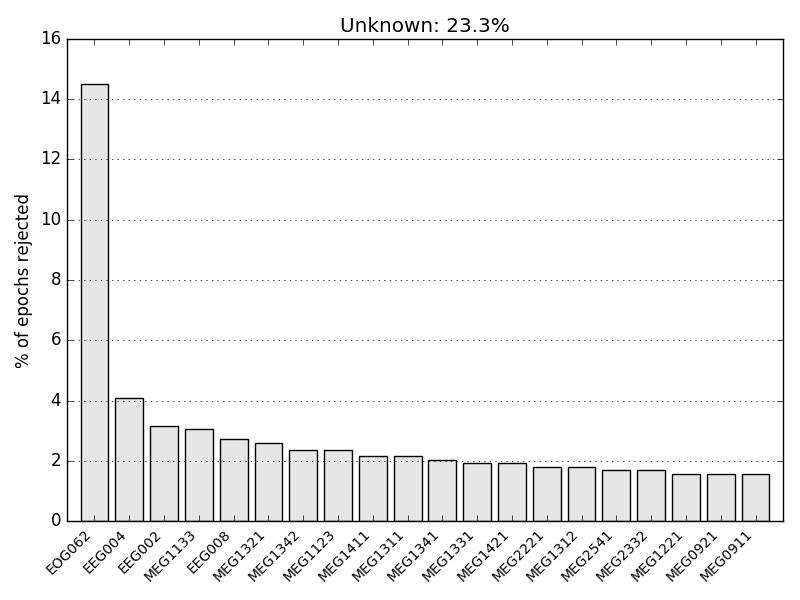 Unknown: 23.3%
16
14
12
10
8
6
4
2
0
% of epochs rejected
EOG062
EEG004
EEG002
MEG1133
EEG008
MEG1321
MEG1342
MEG1123
MEG1411
MEG1311
MEG1341
MEG1331
MEG1421
MEG2221
MEG1312
MEG2541
MEG2332
MEG1221
MEG0921
MEG0911